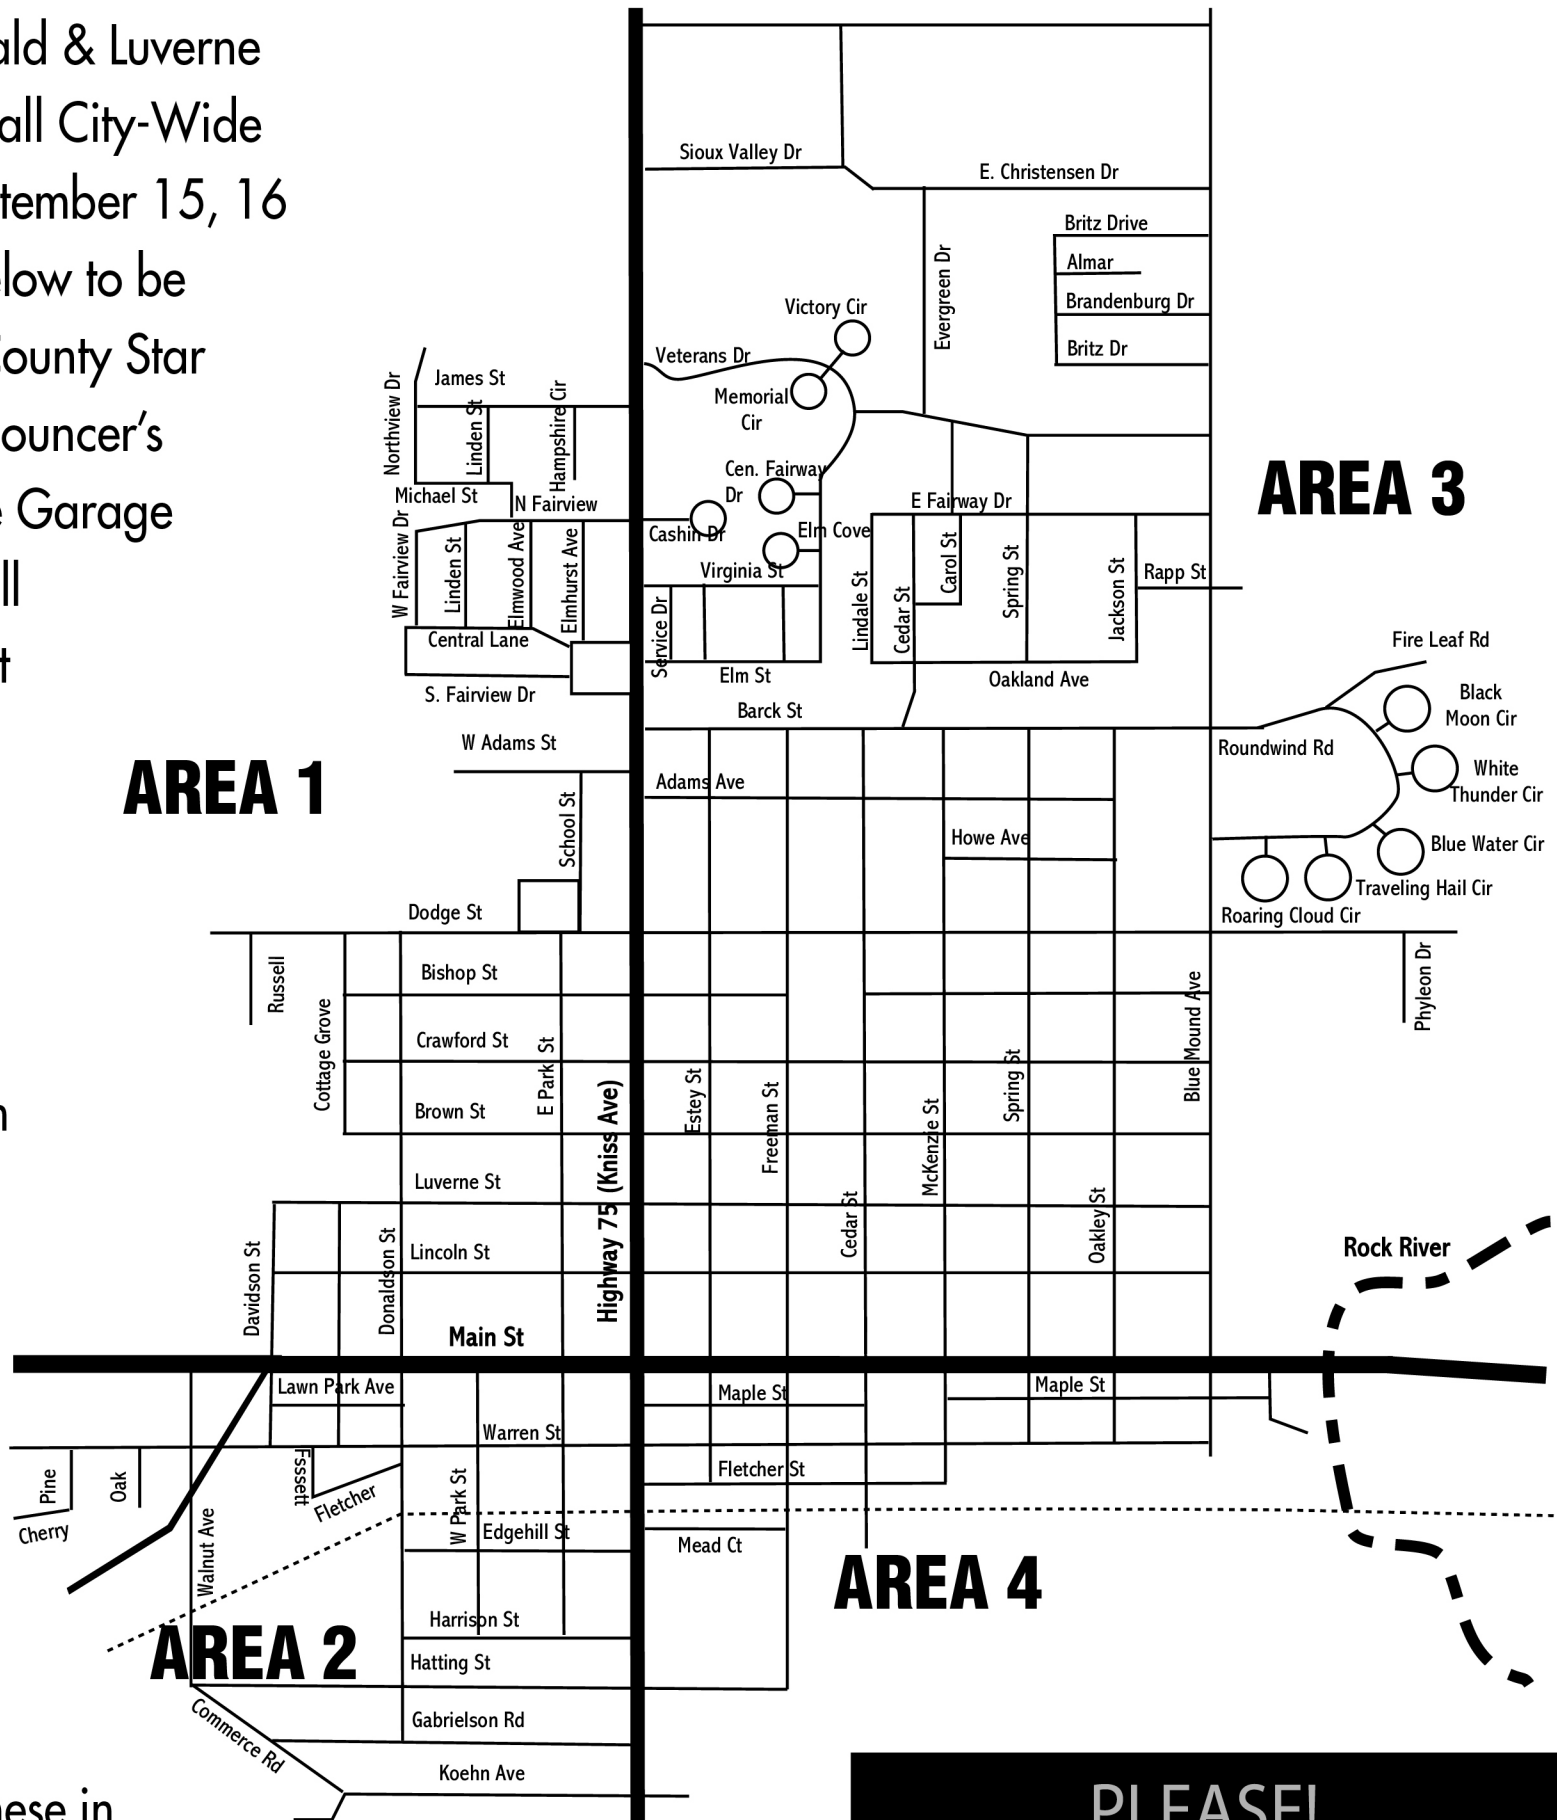 ald & Luverne
all City-Wide
tember 15, 16
elow to be
County Star
ouncer's
e Garage
ll
t
n
nese in
Sioux Valley Dr
E. Christensen Dr
Britz Drive
Almar
Brandenburg Dr
Britz Dr
Evergreen Dr
Victory Cir
Veterans Dr
Memorial
Cir
James St
Northview Dr
Linden St
Hampshire Cir
Michael St
N Fairview
Cen. Fairway
Dr
E Fairway Dr
AREA 3
Cashin Dr
Elm Cove
W Fairview Dr
Linden St
Elmwood Ave
Elmhurst Ave
Virginia St
Service Dr
Lindale St
Cedar St
Carol St
Spring St
Jackson St
Rapp St
Central Lane
S. Fairview Dr
Elm St
Oakland Ave
Fire Leaf Rd
Black
Moon Cir
Barck St
W Adams St
Roundwind Rd
White
Thunder Cir
AREA 1
Adams Ave
School St
Howe Ave
Blue Water Cir
Traveling Hail Cir
Roaring Cloud Cir
Dodge St
Russell
Bishop St
Phyleon Dr
Cottage Grove
Crawford St
E Park St
Blue Mound Ave
Brown St
Highway 75 (Kniss Ave)
Estey St
Freeman St
McKenzie St
Spring St
Luverne St
Cedar St
Oakley St
Davidson St
Donaldson St
Lincoln St
Rock River
Main St
Lawn Park Ave
Maple St
Maple St
Warren St
Pine
Oak
Fsssett
Fletcher
Fletcher St
Cherry
Walnut Ave
W Park St
Edgehill St
Mead Ct
AREA 4
Harrison St
AREA 2
Hatting St
Commerce Rd
Gabrielson Rd
Koehn Ave
PLEASE!